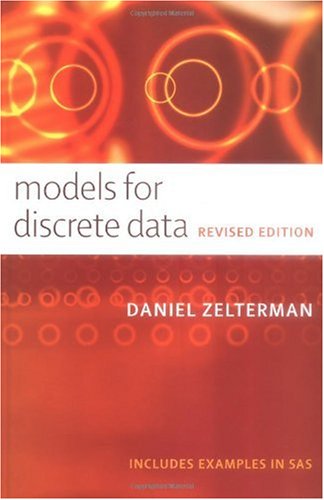 models for
discrete data REVISED EDITION
DANIEL ZELTERMAN
INCLUDES EXAMPLES IN SAS